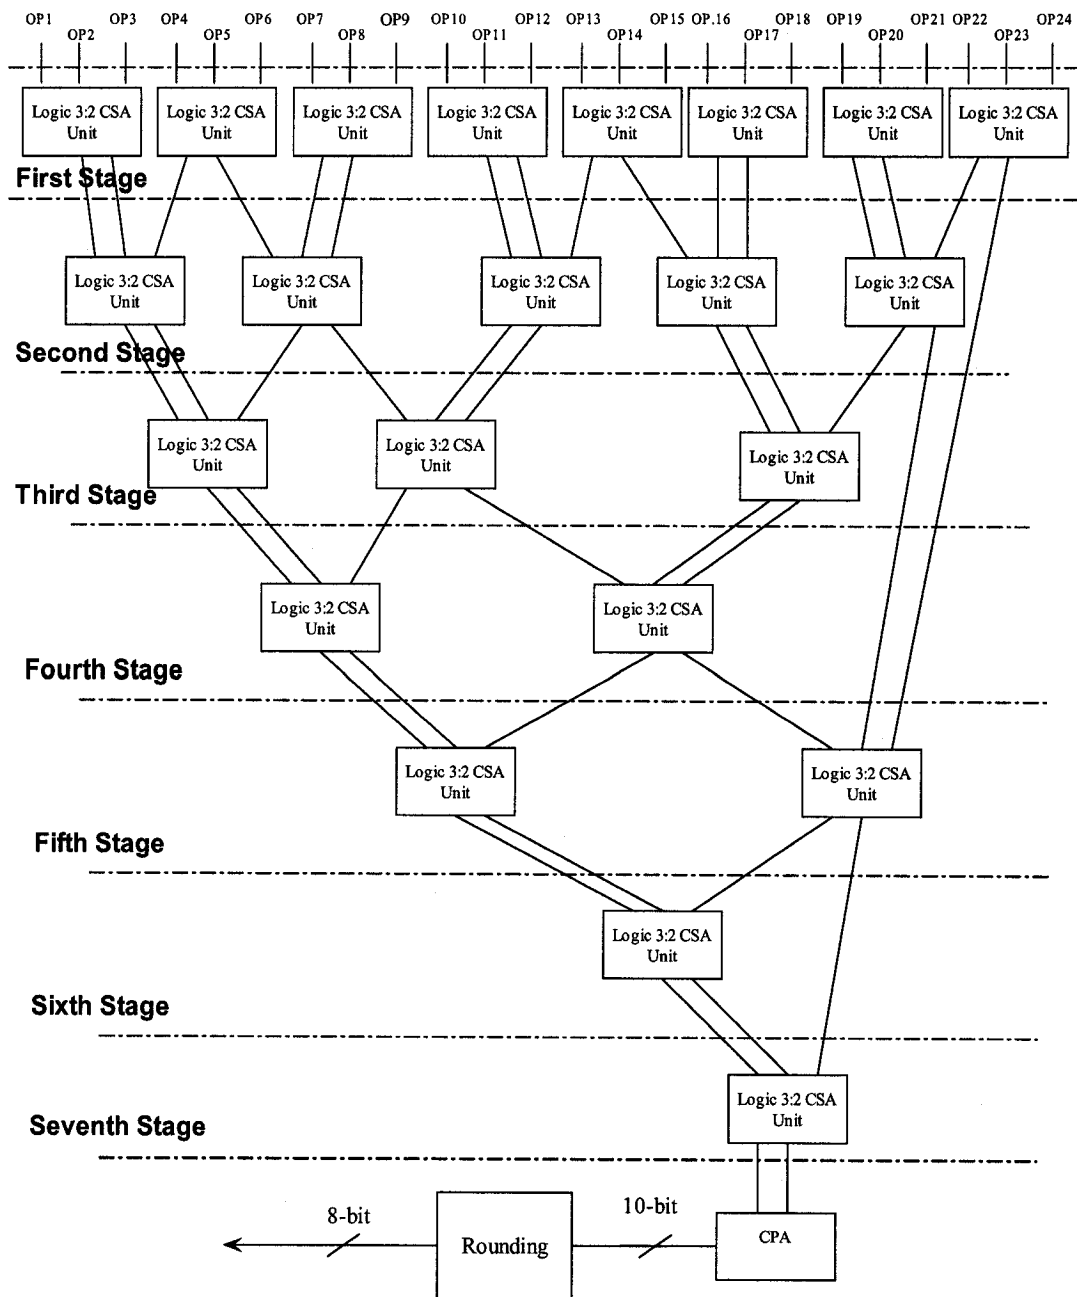 OP1 OP3 OP4 OP6 OP7 OP9 OP10 OP12 OP13 OP15 OP.16 OP18 OP19 OP21 OP22 OP24
OP2 OP5 OP8 OP11 OP14 OP17 OP20 OP23
Logic 3:2 CSA Unit
Logic 3:2 CSA Unit
Logic 3:2 CSA Unit
Logic 3:2 CSA Unit
Logic 3:2 CSA Unit
Logic 3:2 CSA Unit
Logic 3:2 CSA Unit
Logic 3:2 CSA Unit
First Stage
Logic 3:2 CSA Unit
Logic 3:2 CSA Unit
Logic 3:2 CSA Unit
Logic 3:2 CSA Unit
Logic 3:2 CSA Unit
Second Stage
Logic 3:2 CSA Unit
Logic 3:2 CSA Unit
Logic 3:2 CSA Unit
Third Stage
Logic 3:2 CSA Unit
Logic 3:2 CSA Unit
Fourth Stage
Logic 3:2 CSA Unit
Logic 3:2 CSA Unit
Fifth Stage
Logic 3:2 CSA Unit
Sixth Stage
Logic 3:2 CSA Unit
Seventh Stage
8-bit
Rounding
10-bit
CPA